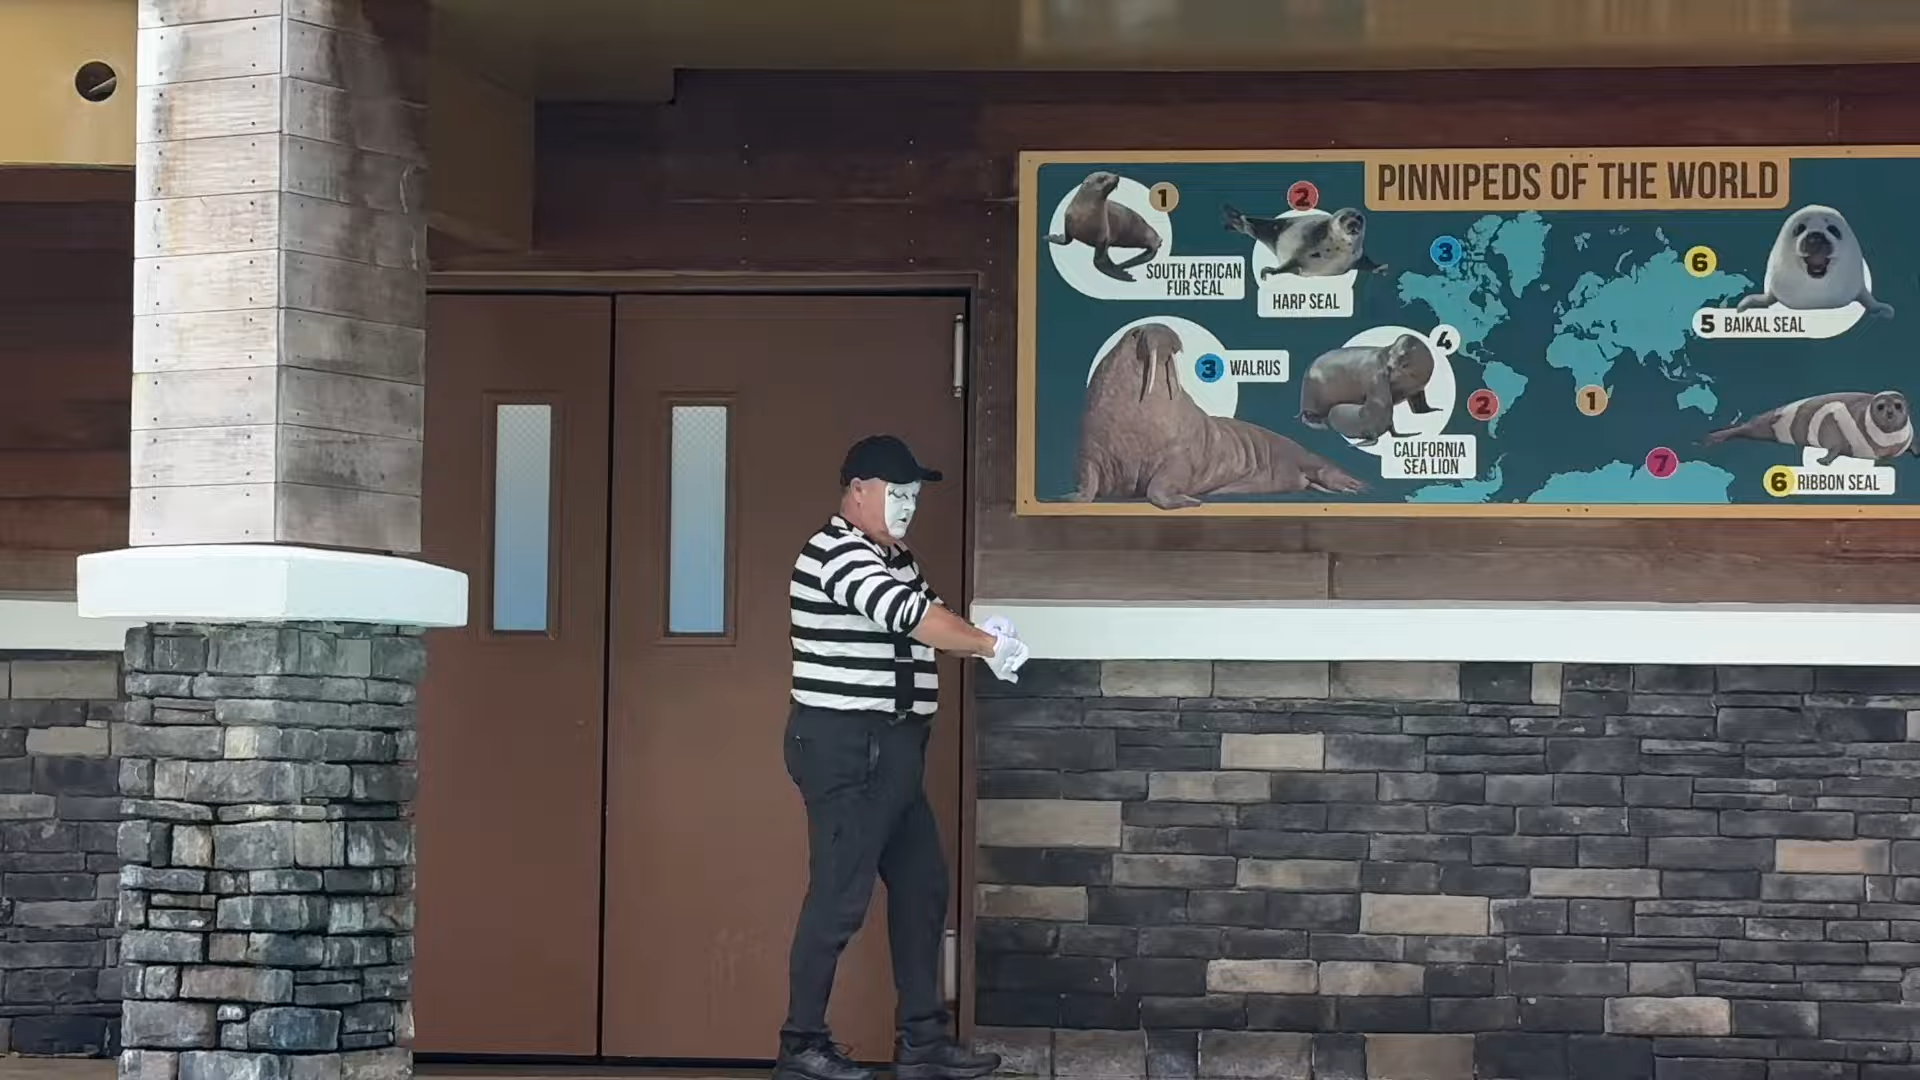 PINNIPEDS OF THE WORLD
1
SOUTH AFRICAN
FUR SEAL
2
HARP SEAL
3
6
5 BAIKAL SEAL
3 WALRUS
4
CALIFORNIA
SEA LION
2
1
7
6 RIBBON SEAL